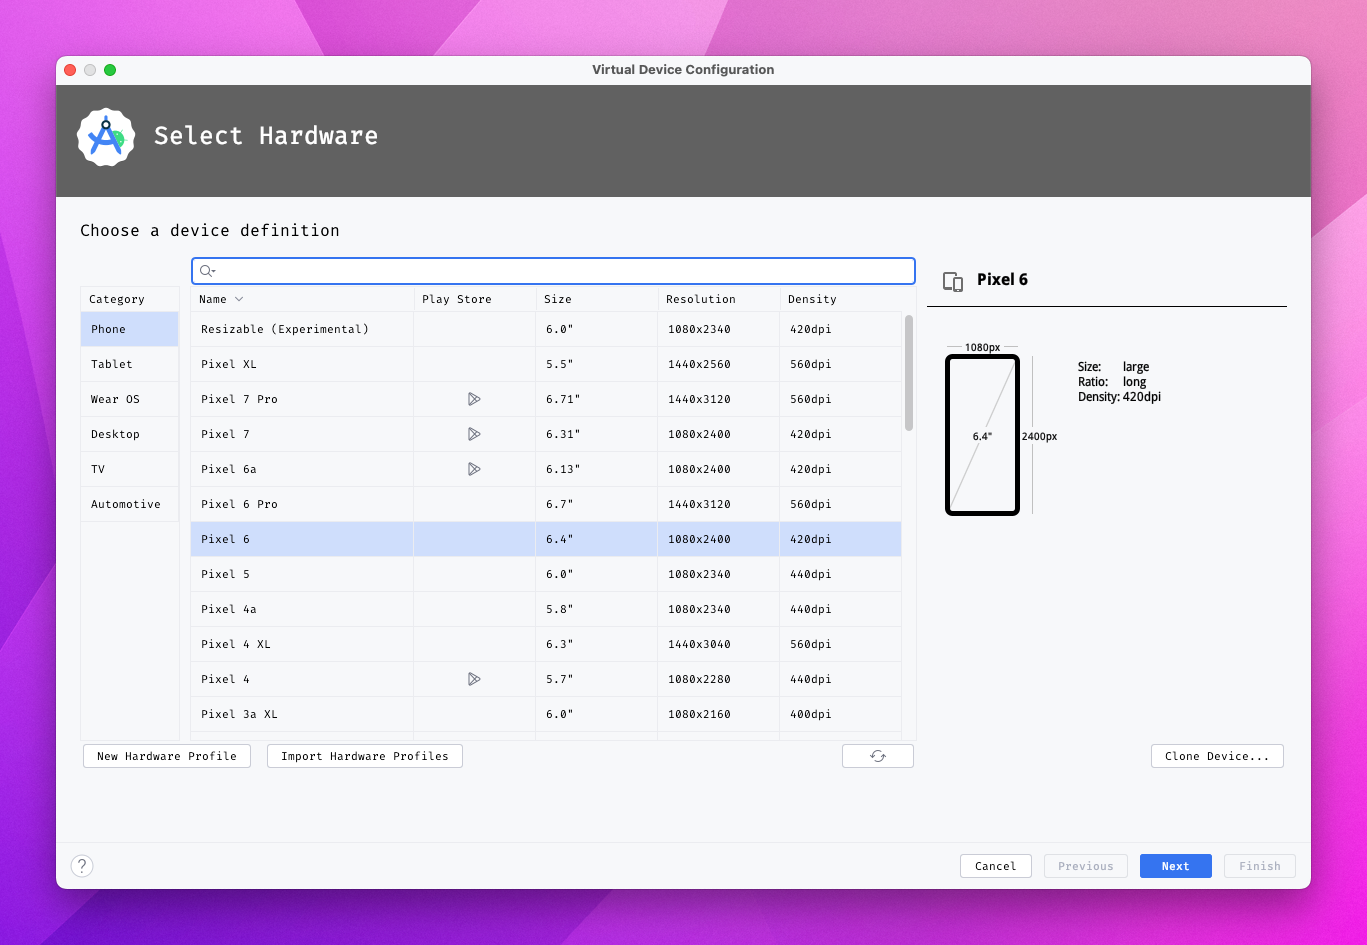 Virtual Device Configuration
Select Hardware
Choose a device definition
Category
Phone
Tablet
Wear OS
Desktop
TV
Automotive
Name Play Store Size Resolution Density
Resizable (Experimental) 6.0" 1080x2340 420dpi
Pixel XL 5.5" 1440x2560 560dpi
Pixel 7 Pro 6.71" 1440x3120 560dpi
Pixel 7 6.31" 1080x2400 420dpi
Pixel 6a 6.13" 1080x2400 420dpi
Pixel 6 Pro 6.7" 1440x3120 560dpi
Pixel 6 6.4" 1080x2400 420dpi
Pixel 5 6.0" 1080x2340 440dpi
Pixel 4a 5.8" 1080x2340 440dpi
Pixel 4 XL 6.3" 1440x3040 560dpi
Pixel 4 5.7" 1080x2280 440dpi
Pixel 3a XL 6.0" 1080x2160 400dpi
Pixel 6
1080px
6.4"
2400px
Size: large
Ratio: long
Density: 420dpi
New Hardware Profile Import Hardware Profiles Clone Device...
? Cancel Previous Next Finish